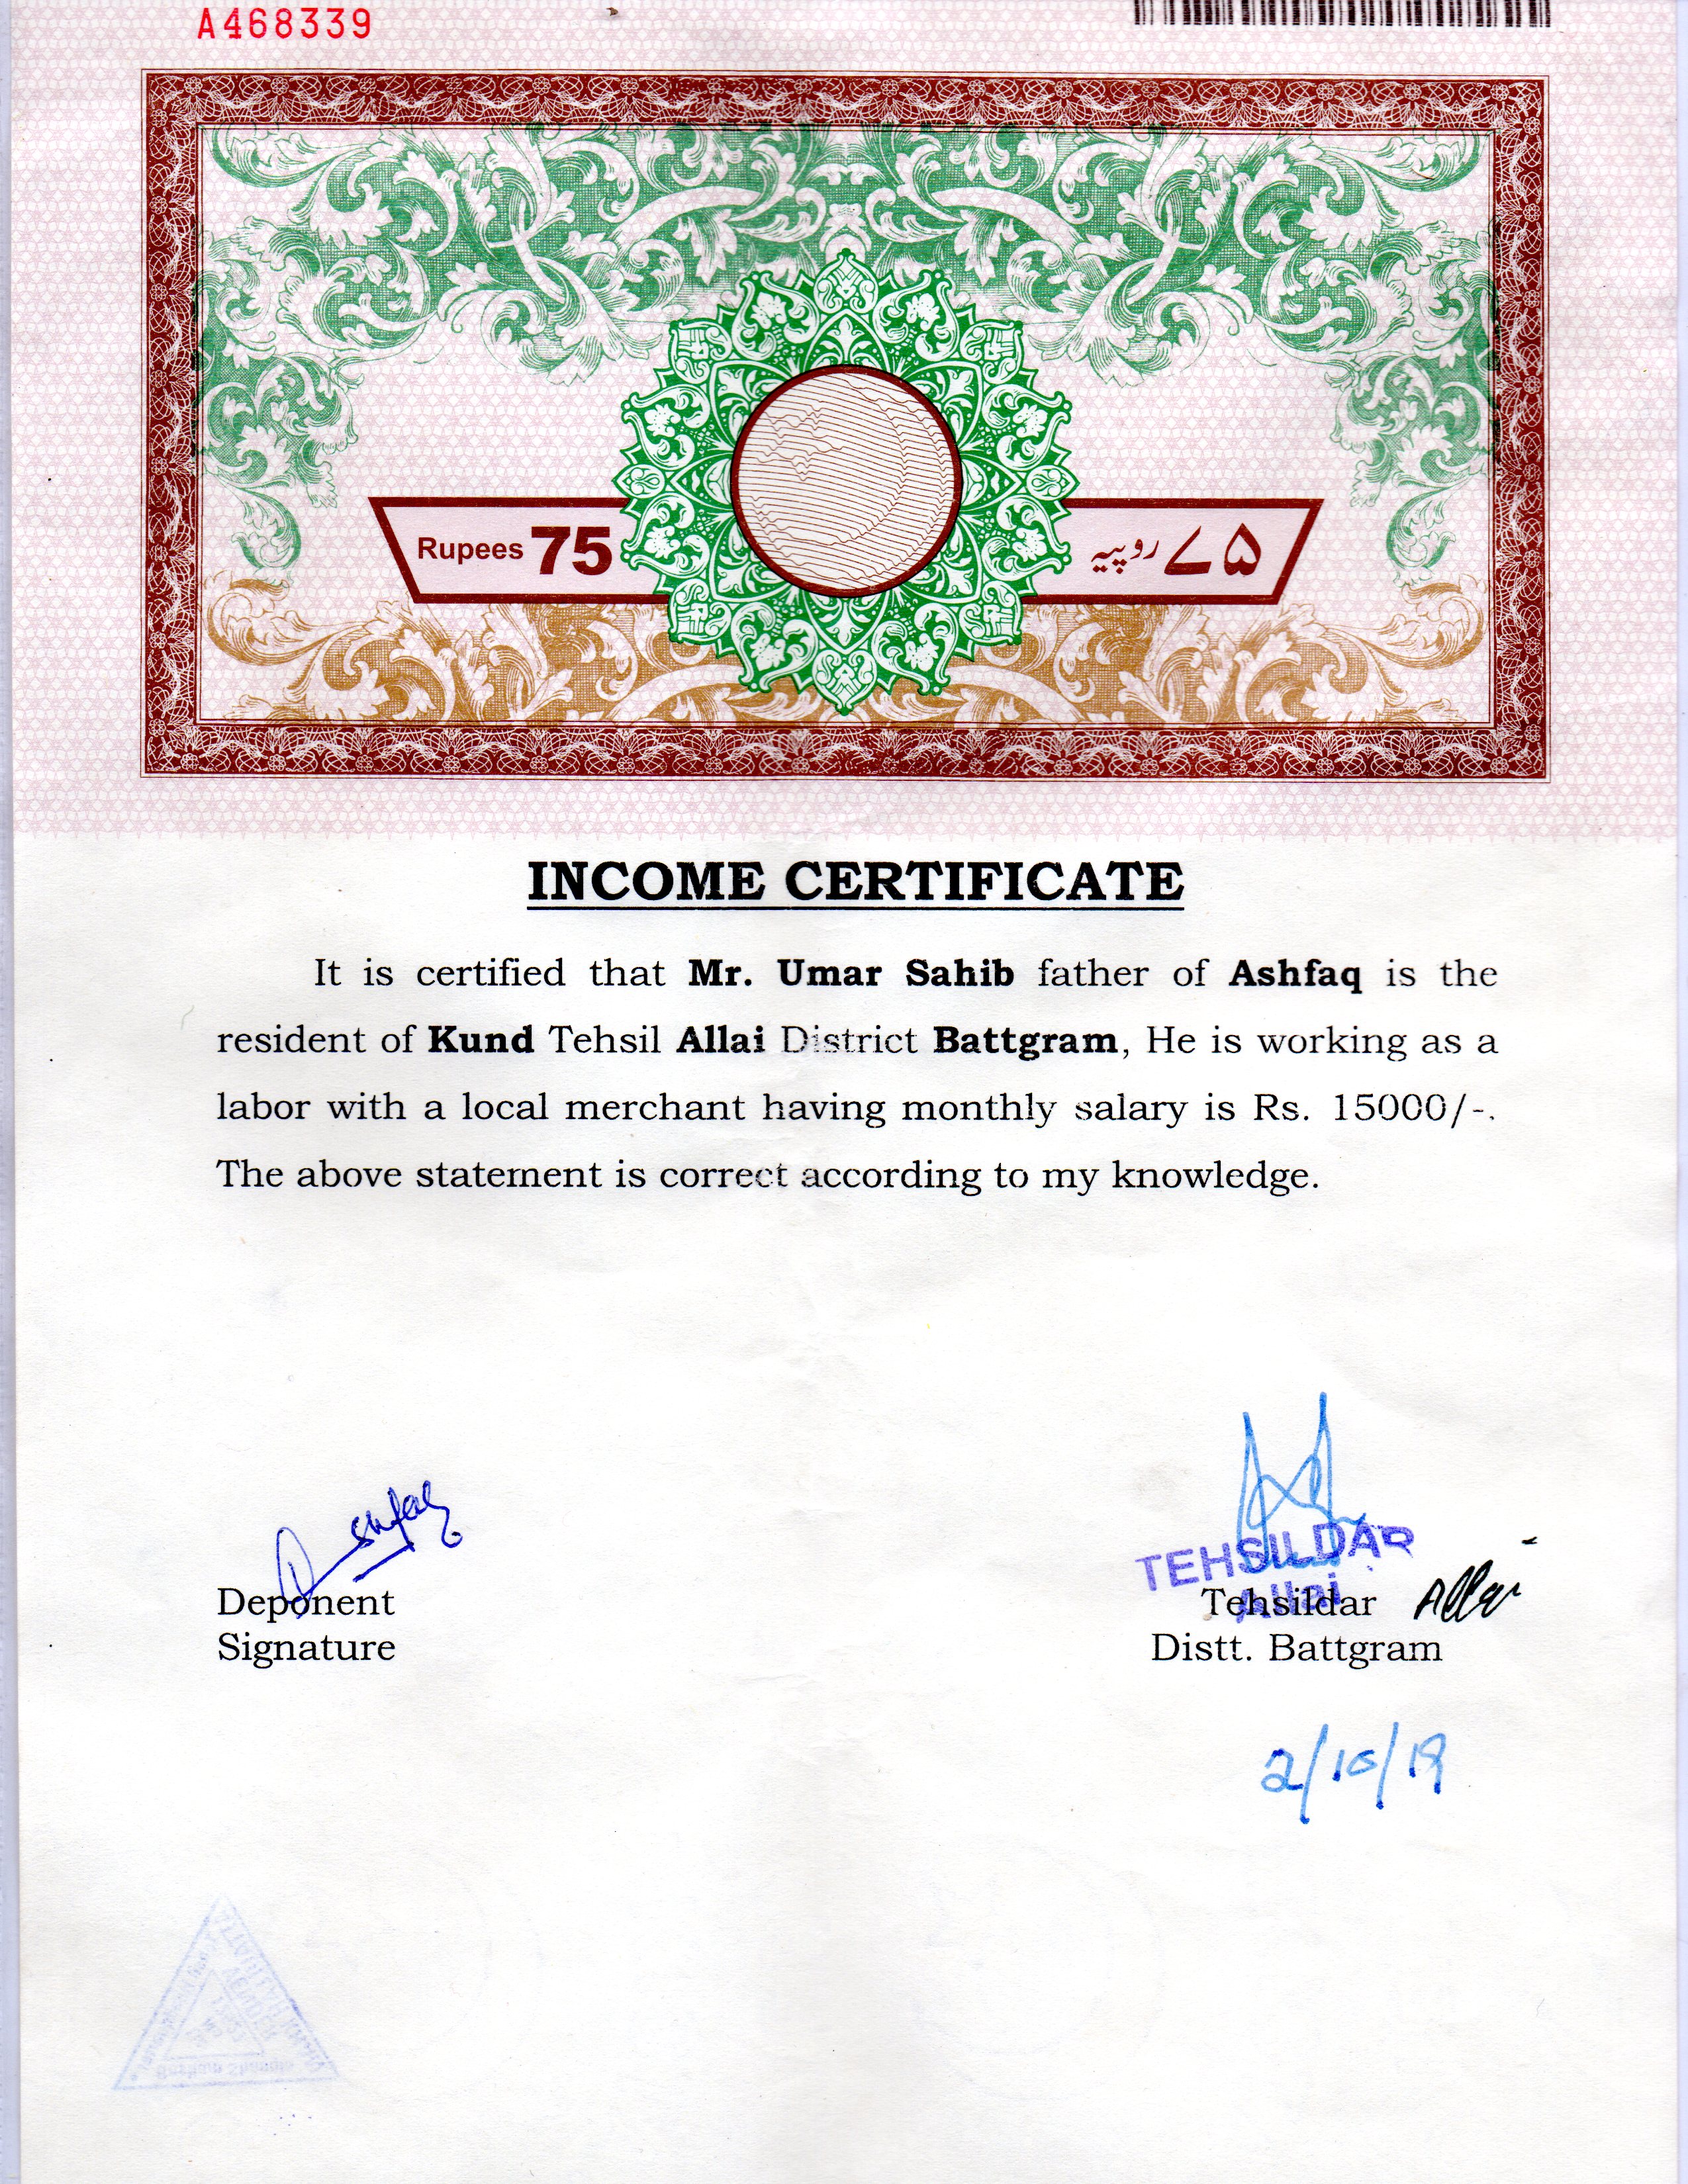 A468339
Rupees 75
۷۵ روپیہ
INCOME CERTIFICATE
It is certified that Mr. Umar Sahib father of Ashfaq is the
resident of Kund Tehsil Allai District Battgram, He is working as a
labor with a local merchant having monthly salary is Rs. 15000/-.
The above statement is correct according to my knowledge.
Ashfaq
TEHSILDAR
Allai
Deponent
Tehsildar Allai
Signature
Distt. Battgram
2/10/19